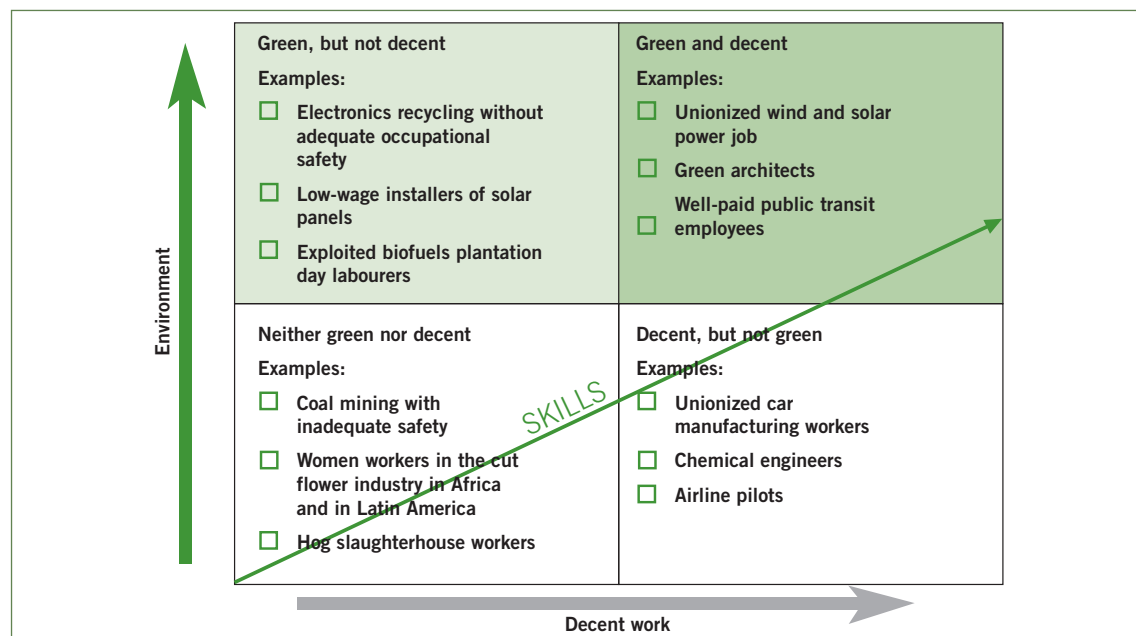 Green, but not decent
Examples:
Electronics recycling without
adequate occupational
safety
Low-wage installers of solar
panels
Exploited biofuels plantation
day labourers
Green and decent
Examples:
Unionized wind and solar
power job
Green architects
Well-paid public transit
employees
Environment
Neither green nor decent
Examples:
Coal mining with
inadequate safety
Women workers in the cut
flower industry in Africa
and in Latin America
Hog slaughterhouse workers
SKILLS
Decent, but not green
Examples:
Unionized car
manufacturing workers
Chemical engineers
Airline pilots
Decent work